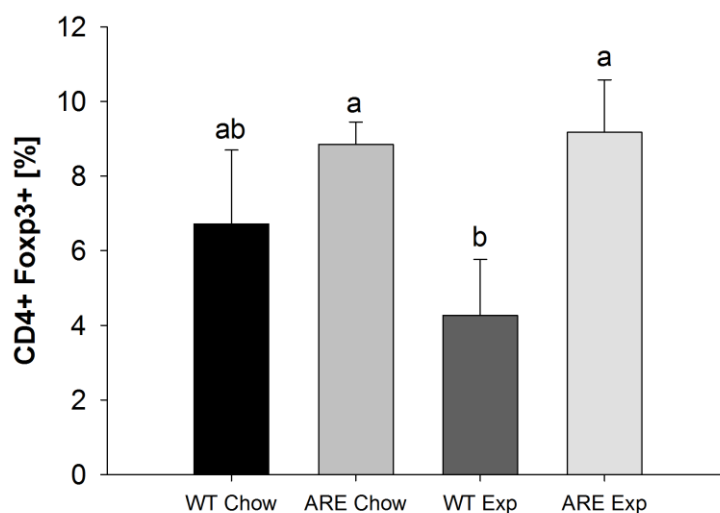 12
10
8
6
4
2
0
CD4+ Foxp3+ [%]
ab
a
b
a
WT Chow
ARE Chow
WT Exp
ARE Exp